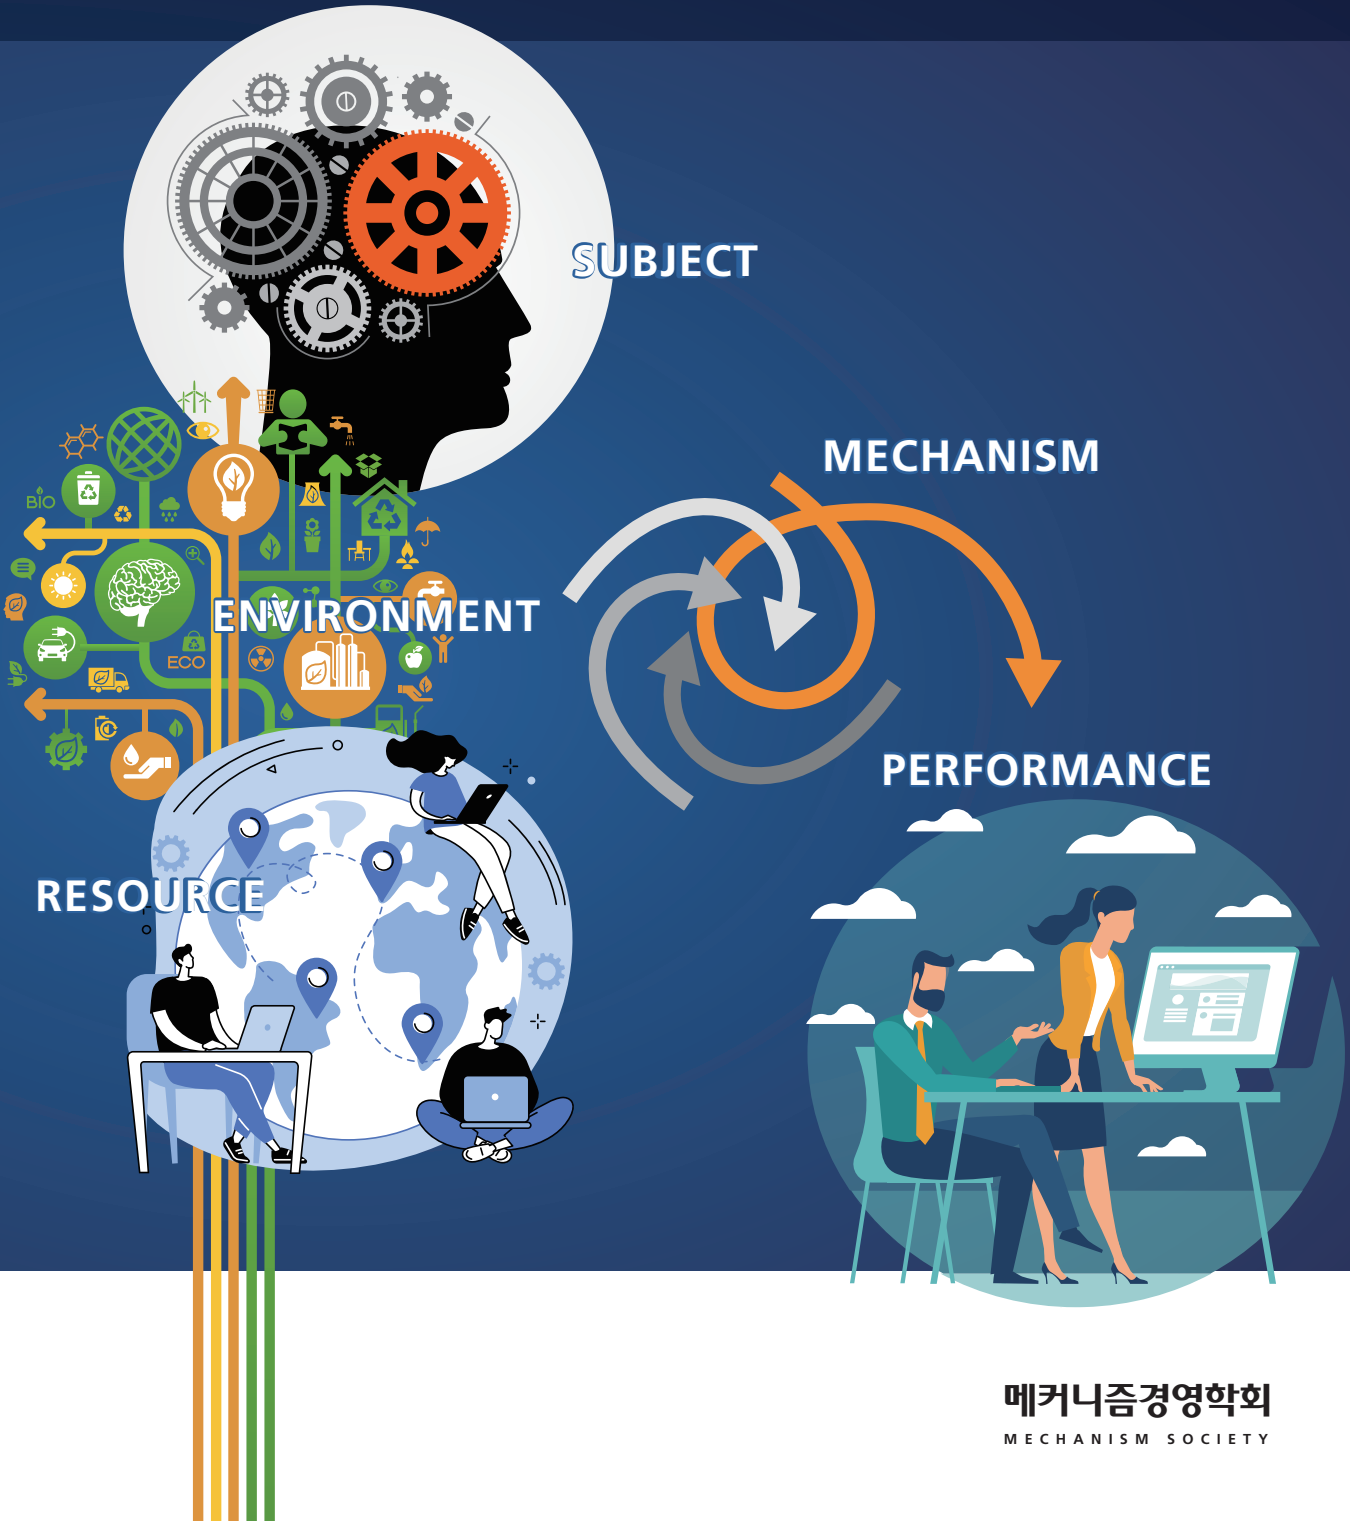 SUBJECT
MECHANISM
BIO
ENVIRONMENT
ECO
PERFORMANCE
RESOURCE
메커니즘경영학회
MECHANISM SOCIETY